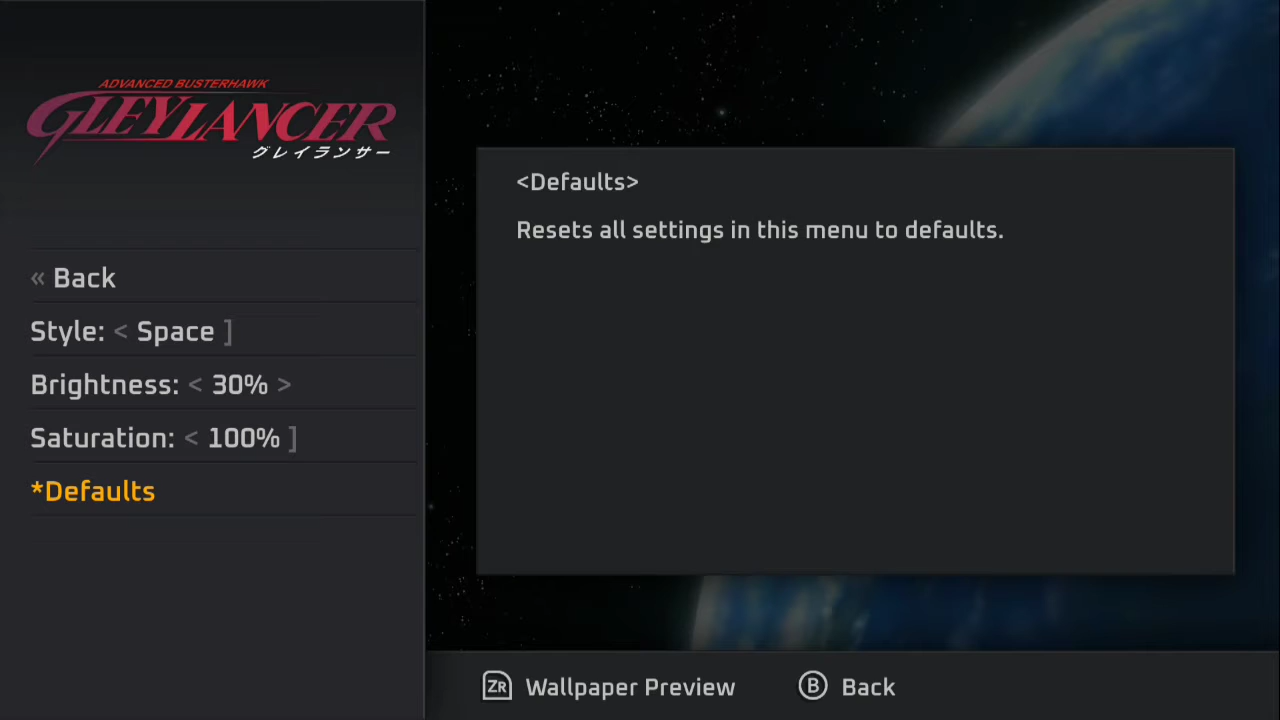 ADVANCED BUSTERHAWK
GLEYLANCER
グレイランサー
« Back
Style: < Space ]
Brightness: < 30% >
Saturation: < 100% ]
*Defaults
<Defaults>
Resets all settings in this menu to defaults.
ZR Wallpaper Preview
B Back